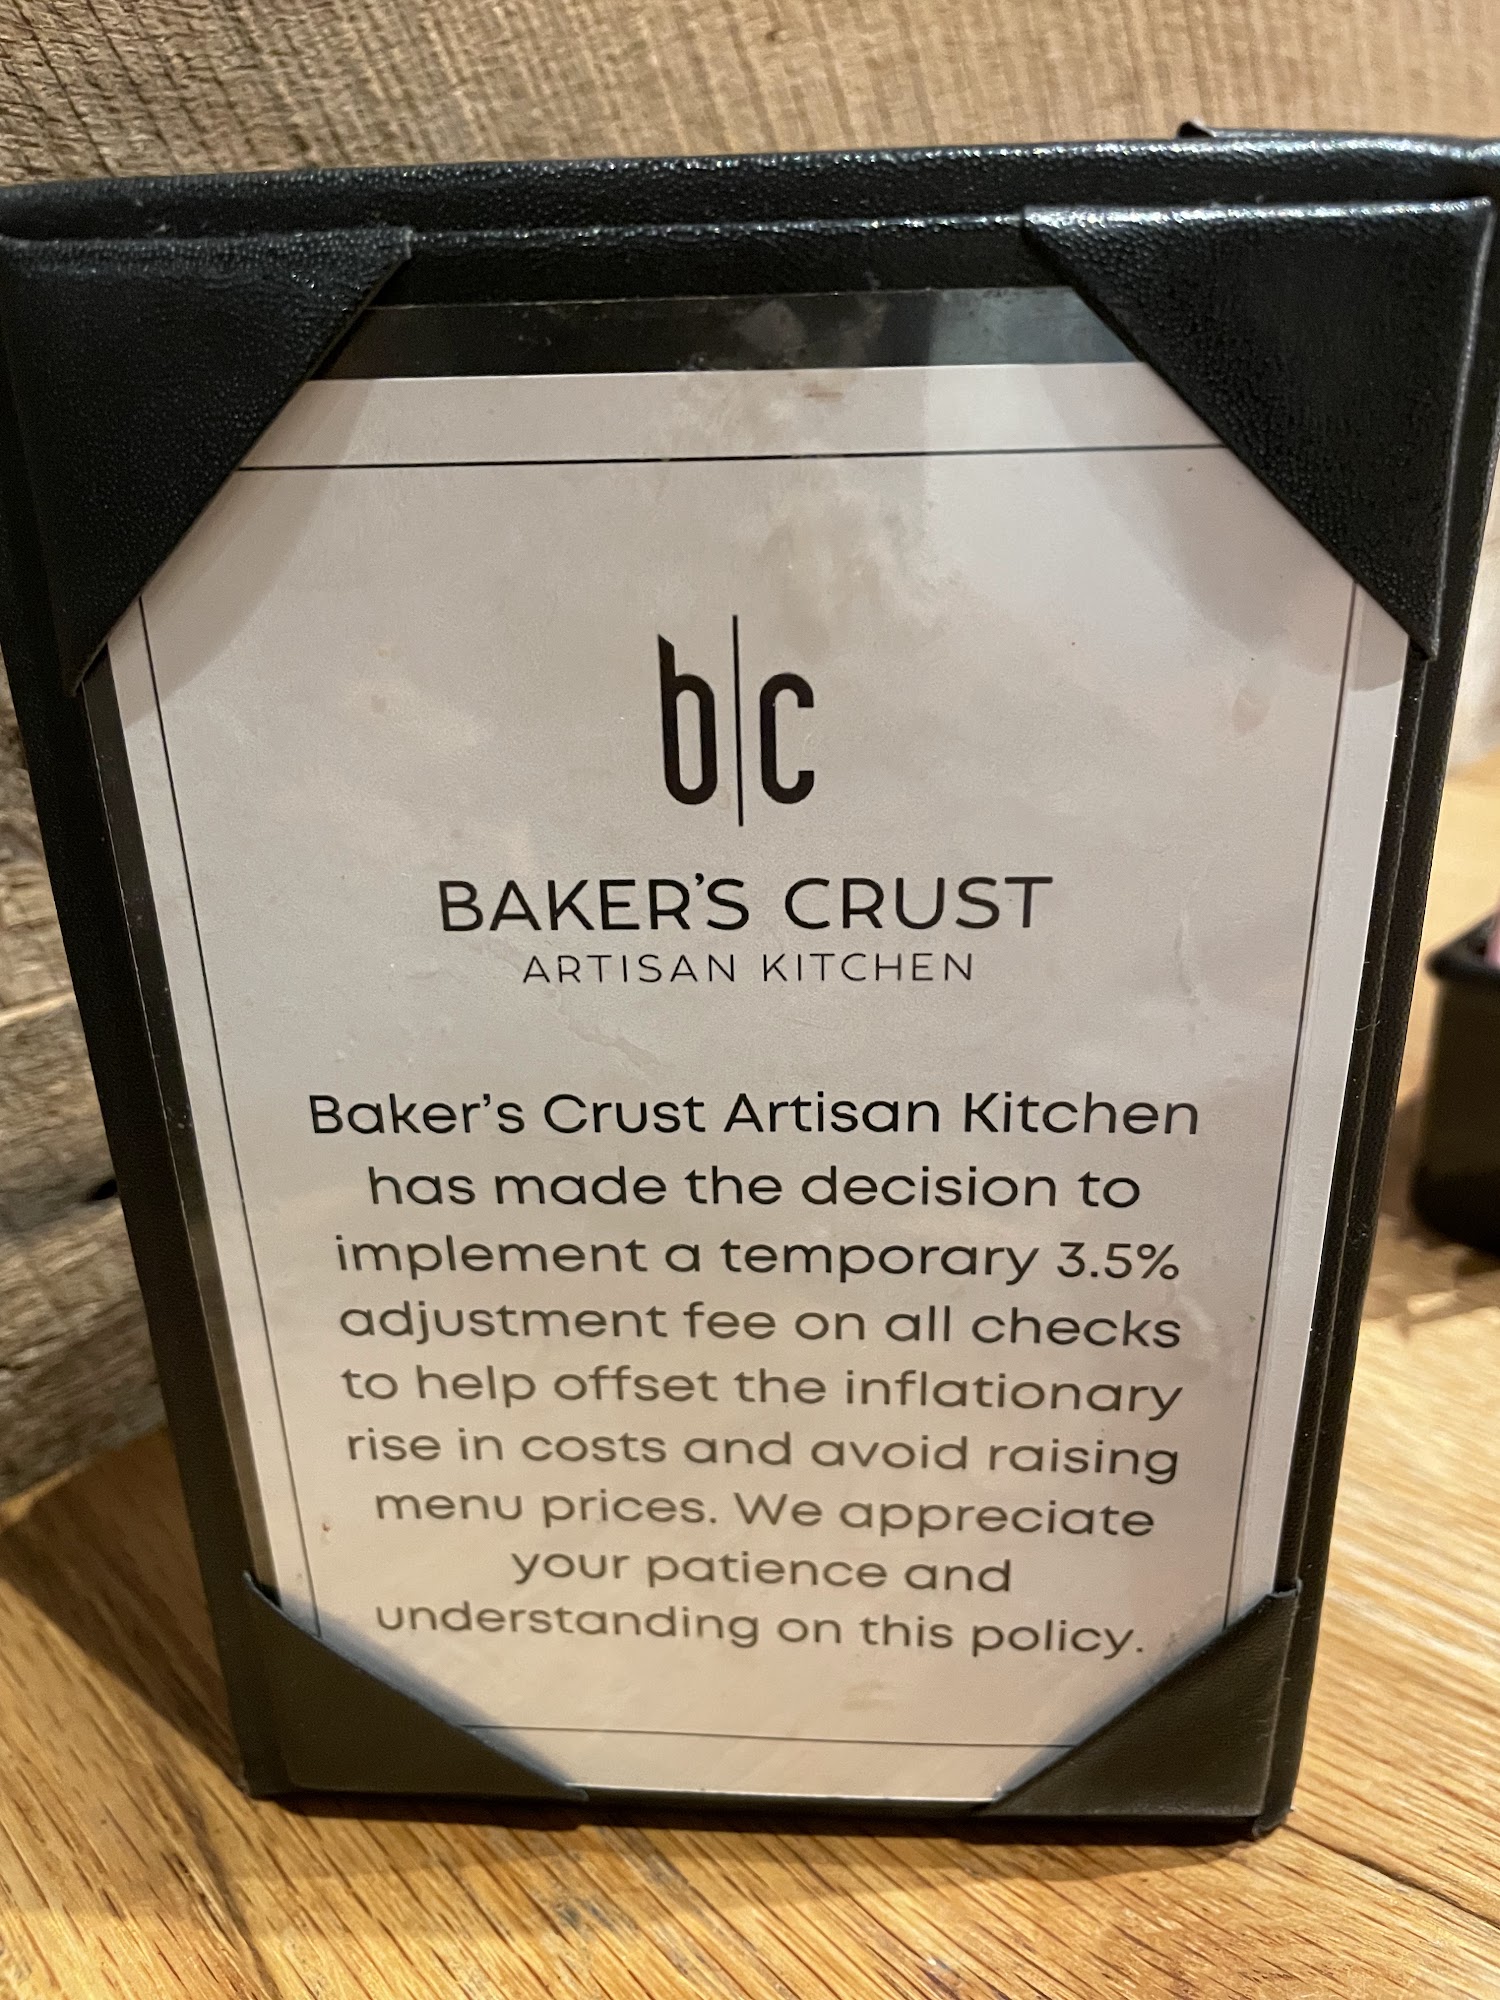 b|c
BAKER'S CRUST
ARTISAN KITCHEN
Baker's Crust Artisan Kitchen
has made the decision to
implement a temporary 3.5%
adjustment fee on all checks
to help offset the inflationary
rise in costs and avoid raising
menu prices. We appreciate
your patience and
understanding on this policy.